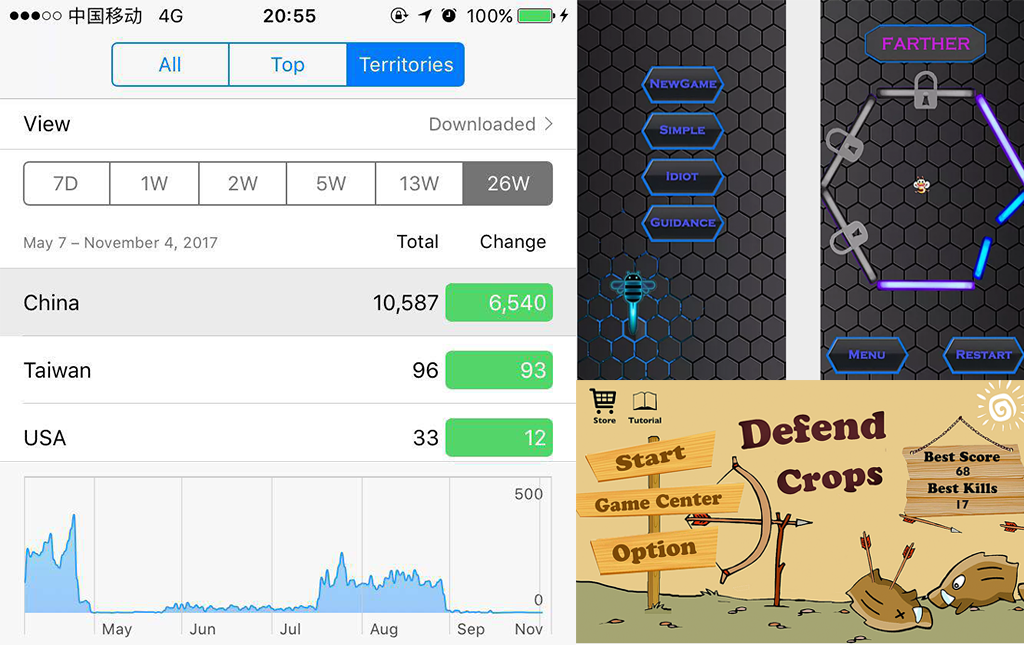 中国移动 4G 20:55 100%
All Top Territories
View Downloaded
7D 1W 2W 5W 13W 26W
May 7 – November 4, 2017 Total Change
China 10,587 6,540
Taiwan 96 93
USA 33 12
500
0
May Jun Jul Aug Sep Nov
NEWGAME
SIMPLE
IDIOT
GUIDANCE
FARTHER
MENU RESTART
Store Tutorial
Defend
Crops
Start
Game Center
Option
Best Score
68
Best Kills
17